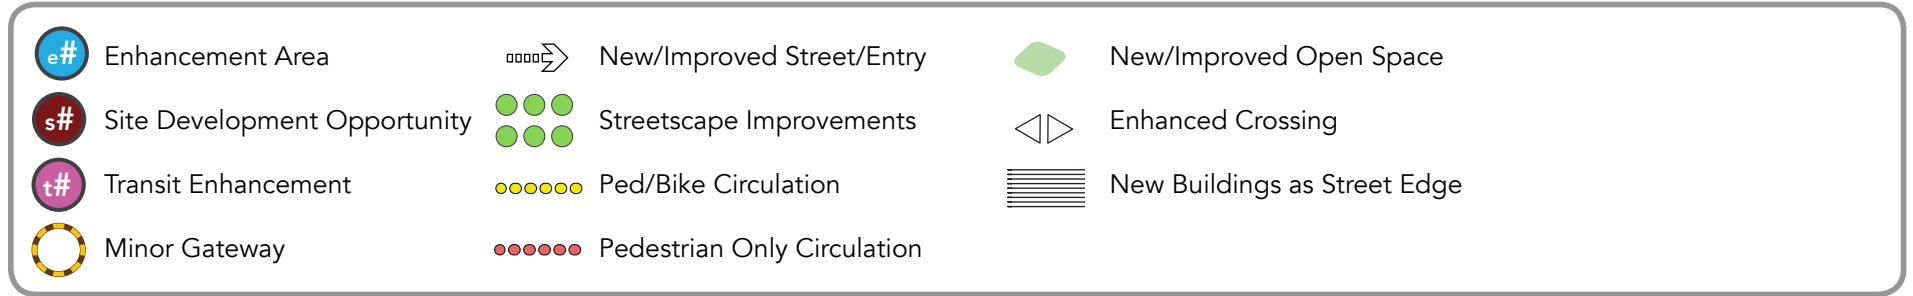 e# Enhancement Area
s# Site Development Opportunity
t# Transit Enhancement
Minor Gateway
New/Improved Street/Entry
Streetscape Improvements
Ped/Bike Circulation
Pedestrian Only Circulation
New/Improved Open Space
Enhanced Crossing
New Buildings as Street Edge